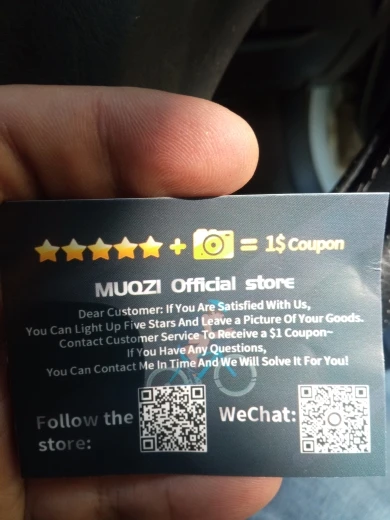 = 1$ Coupon
MUQZI Official store
Dear Customer: If You Are Satisfied With Us,
You Can Light Up Five Stars And Leave a Picture Of Your Goods.
Contact Customer Service To Receive a $1 Coupon~
If You Have Any Questions,
You Can Contact Me In Time And We Will Solve It For You!
Follow the
store:
WeChat: